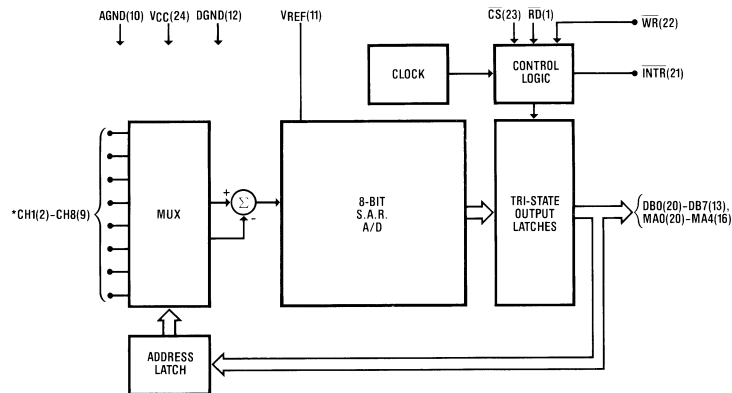 AGND(10) VCC(24) DGND(12) VREF(11) CS(23) RD(1)
WR(22)
CLOCK
CONTROL
LOGIC
INTR(21)
*CH1(2)-CH8(9)
MUX
+
Σ
-
8-BIT
S.A.R.
A/D
TRI-STATE
OUTPUT
LATCHES
DB0(20)-DB7(13),
MA0(20)-MA4(16)
ADDRESS
LATCH